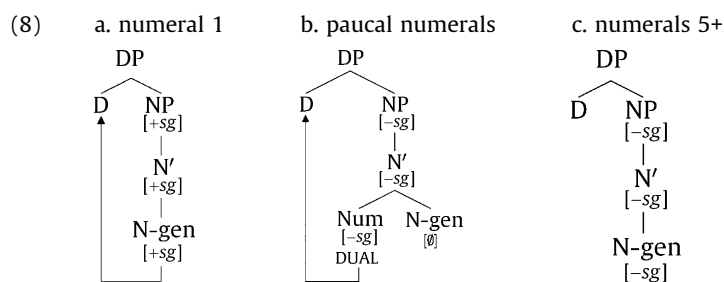 (8) a. numeral 1 b. paucal numerals c. numerals 5+
DP DP DP
D NP D NP D NP
[+sg] [−sg] [−sg]
N′ N′ N′
[+sg] [−sg] [−sg]
N-gen Num N-gen N-gen
[+sg] [−sg] [∅] [−sg]
DUAL